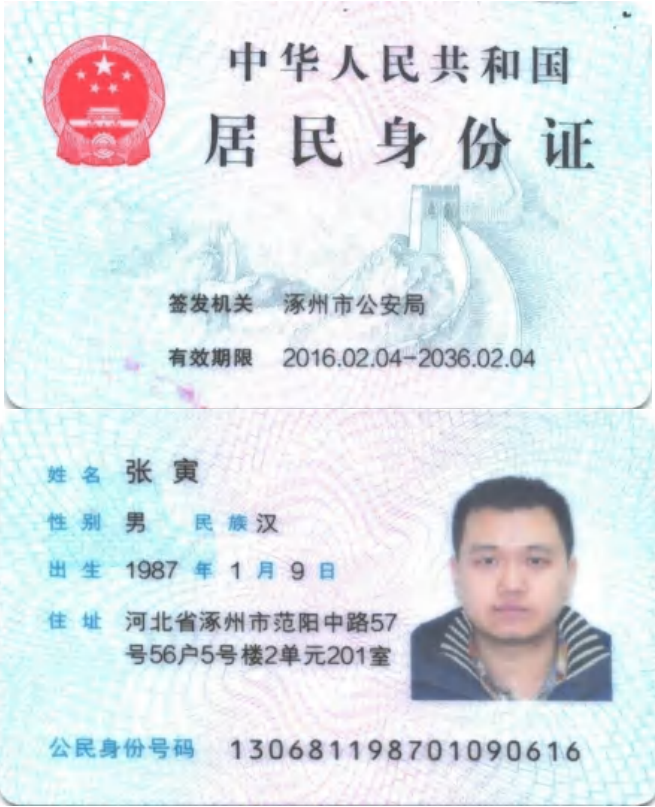 中华人民共和国
居民身份证
签发机关 涿州市公安局
有效期限 2016.02.04-2036.02.04
姓名 张寅
性别 男 民族 汉
出生 1987 年 1 月 9 日
住址 河北省涿州市范阳中路57
号56户5号楼2单元201室
公民身份号码 130681198701090616